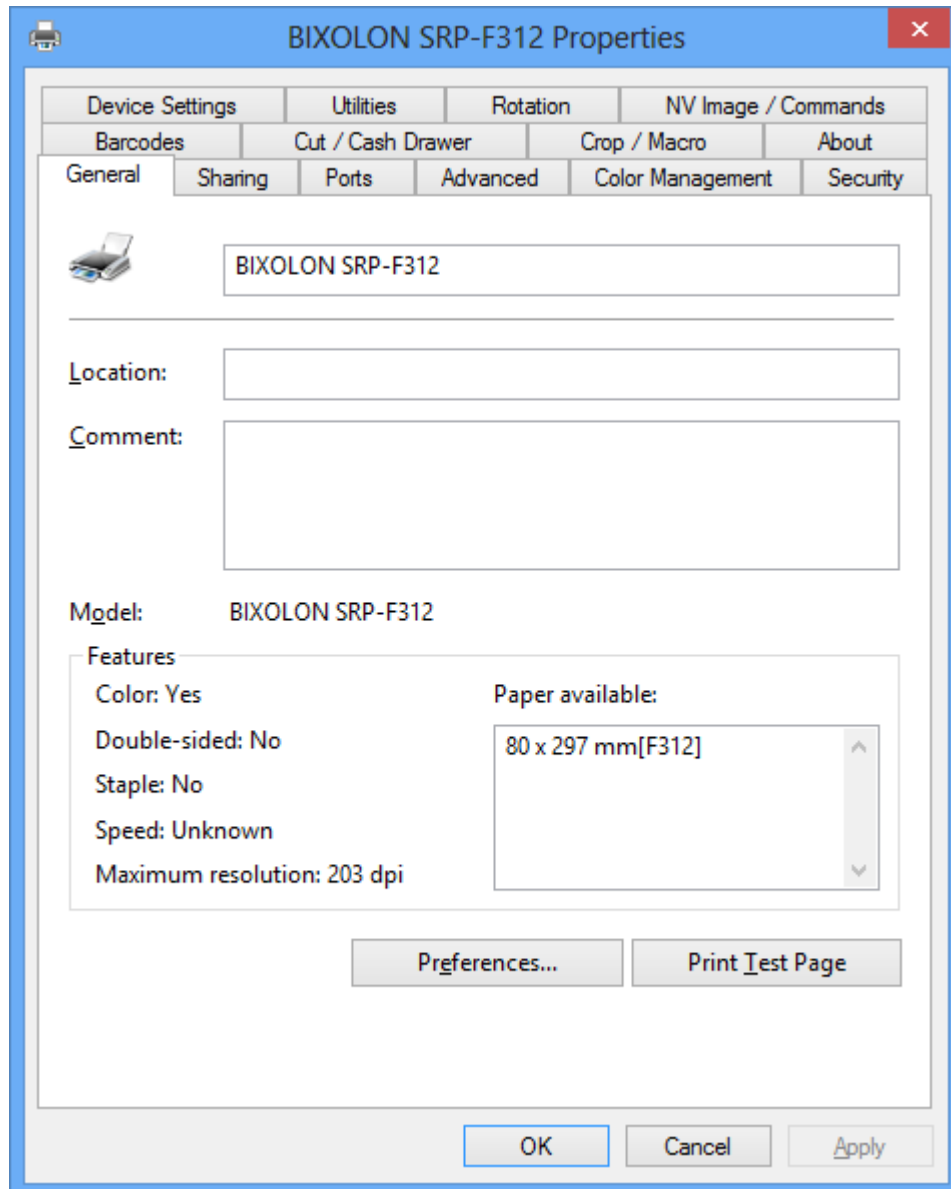 BIXOLON SRP-F312 Properties
Device Settings Utilities Rotation NV Image / Commands
Barcodes Cut / Cash Drawer Crop / Macro About
General Sharing Ports Advanced Color Management Security
BIXOLON SRP-F312
Location:
Comment:
Model: BIXOLON SRP-F312
Features
Color: Yes
Paper available:
Double-sided: No
80 x 297 mm[F312]
Staple: No
Speed: Unknown
Maximum resolution: 203 dpi
Preferences... Print Test Page
OK Cancel Apply